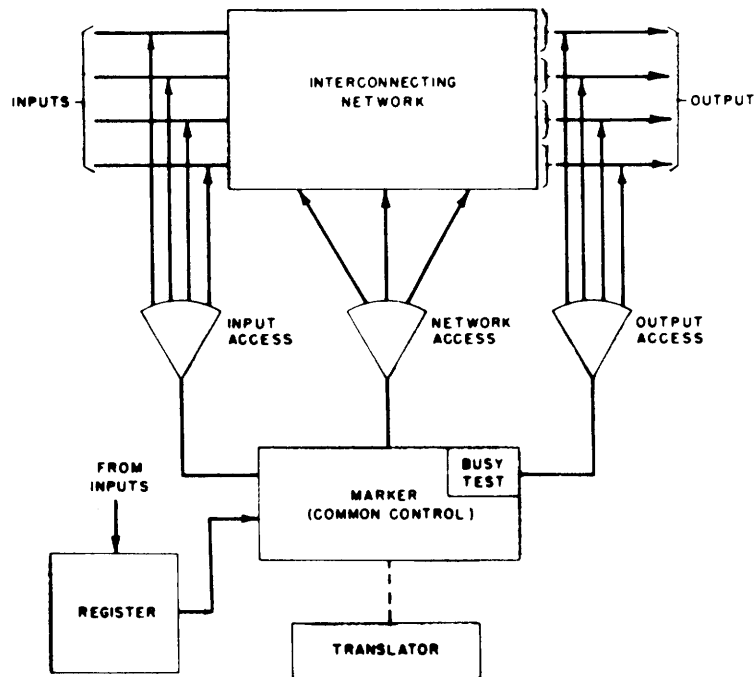 INTERCONNECTING
NETWORK
INPUTS
OUTPUT
INPUT
ACCESS
NETWORK
ACCESS
OUTPUT
ACCESS
FROM
INPUTS
BUSY
TEST
MARKER
(COMMON CONTROL)
REGISTER
TRANSLATOR